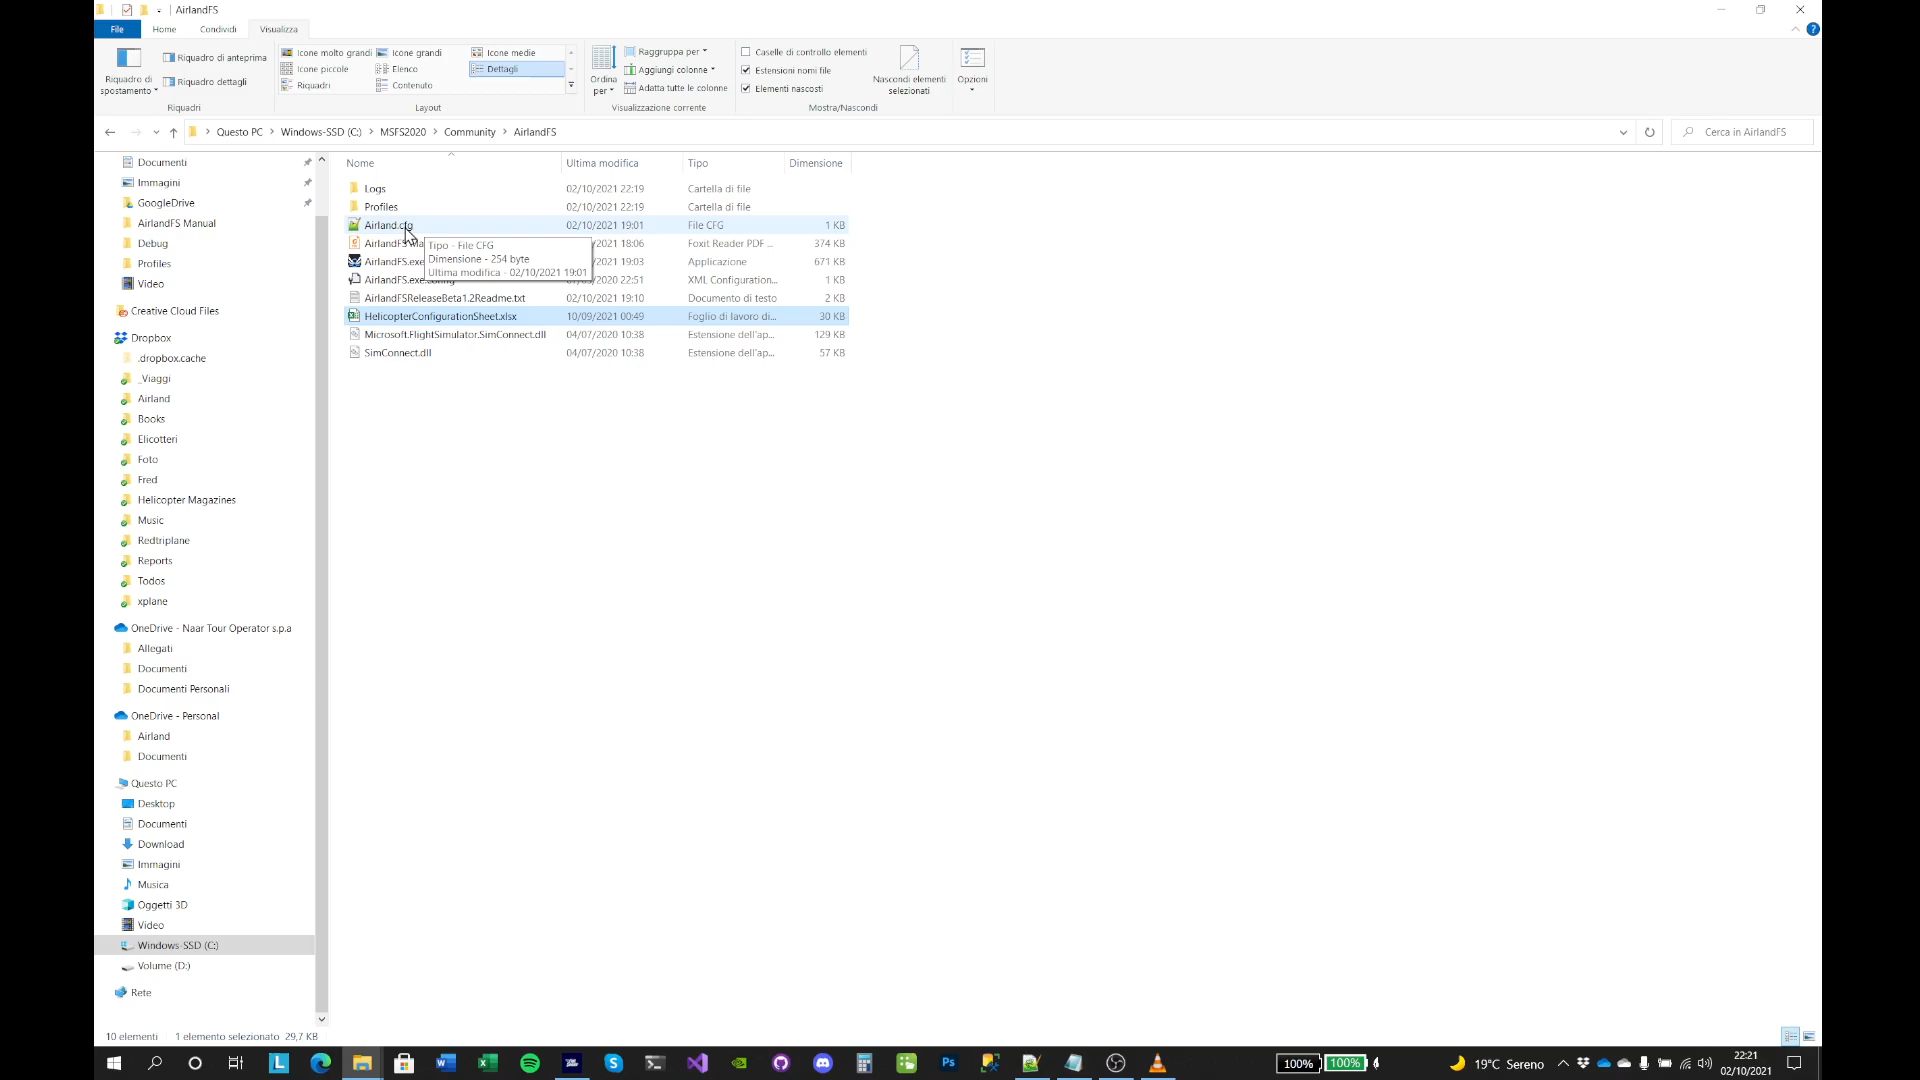 AirlandFS
File Home Condividi Visualizza
Riquadro di spostamento
Riquadro di anteprima
Riquadro dettagli
Riquadri
Icone molto grandi Icone grandi Icone medie
Icone piccole Elenco Dettagli
Riquadri Contenuto
Layout
Ordina per
Raggruppa per
Aggiungi colonne
Adatta tutte le colonne
Visualizzazione corrente
Caselle di controllo elementi
Estensioni nomi file
Elementi nascosti
Nascondi elementi selezionati
Mostra/Nascondi
Opzioni
Questo PC > Windows-SSD (C:) > MSFS2020 > Community > AirlandFS
Cerca in AirlandFS
Documenti
Immagini
GoogleDrive
AirlandFS Manual
Debug
Profiles
Video
Creative Cloud Files
Dropbox
.dropbox.cache
_Viaggi
Airland
Books
Elicotteri
Foto
Fred
Helicopter Magazines
Music
Redtriplane
Reports
Todos
xplane
OneDrive - Naar Tour Operator s.p.a
Allegati
Documenti
Documenti Personali
OneDrive - Personal
Airland
Documenti
Questo PC
Desktop
Documenti
Download
Immagini
Musica
Oggetti 3D
Video
Windows-SSD (C:)
Volume (D:)
Rete
Nome Ultima modifica Tipo Dimensione
Logs 02/10/2021 22:19 Cartella di file
Profiles 02/10/2021 22:19 Cartella di file
Airland.cfg 02/10/2021 19:01 File CFG 1 KB
AirlandFS 2021 18:06 Foxit Reader PDF ... 374 KB
AirlandFS.exe 2021 19:03 Applicazione 671 KB
AirlandFS.exe.config 2020 22:51 XML Configuration... 1 KB
AirlandFSReleaseBeta1.2Readme.txt 02/10/2021 19:10 Documento di testo 2 KB
HelicopterConfigurationSheet.xlsx 10/09/2021 00:49 Foglio di lavoro di... 30 KB
Microsoft.FlightSimulator.SimConnect.dll 04/07/2020 10:38 Estensione dell'ap... 129 KB
SimConnect.dll 04/07/2020 10:38 Estensione dell'ap... 57 KB
Tipo - File CFG
Dimensione - 254 byte
Ultima modifica - 02/10/2021 19:01
10 elementi 1 elemento selezionato 29,7 KB
100% 100% 19°C Sereno 22:21
02/10/2021